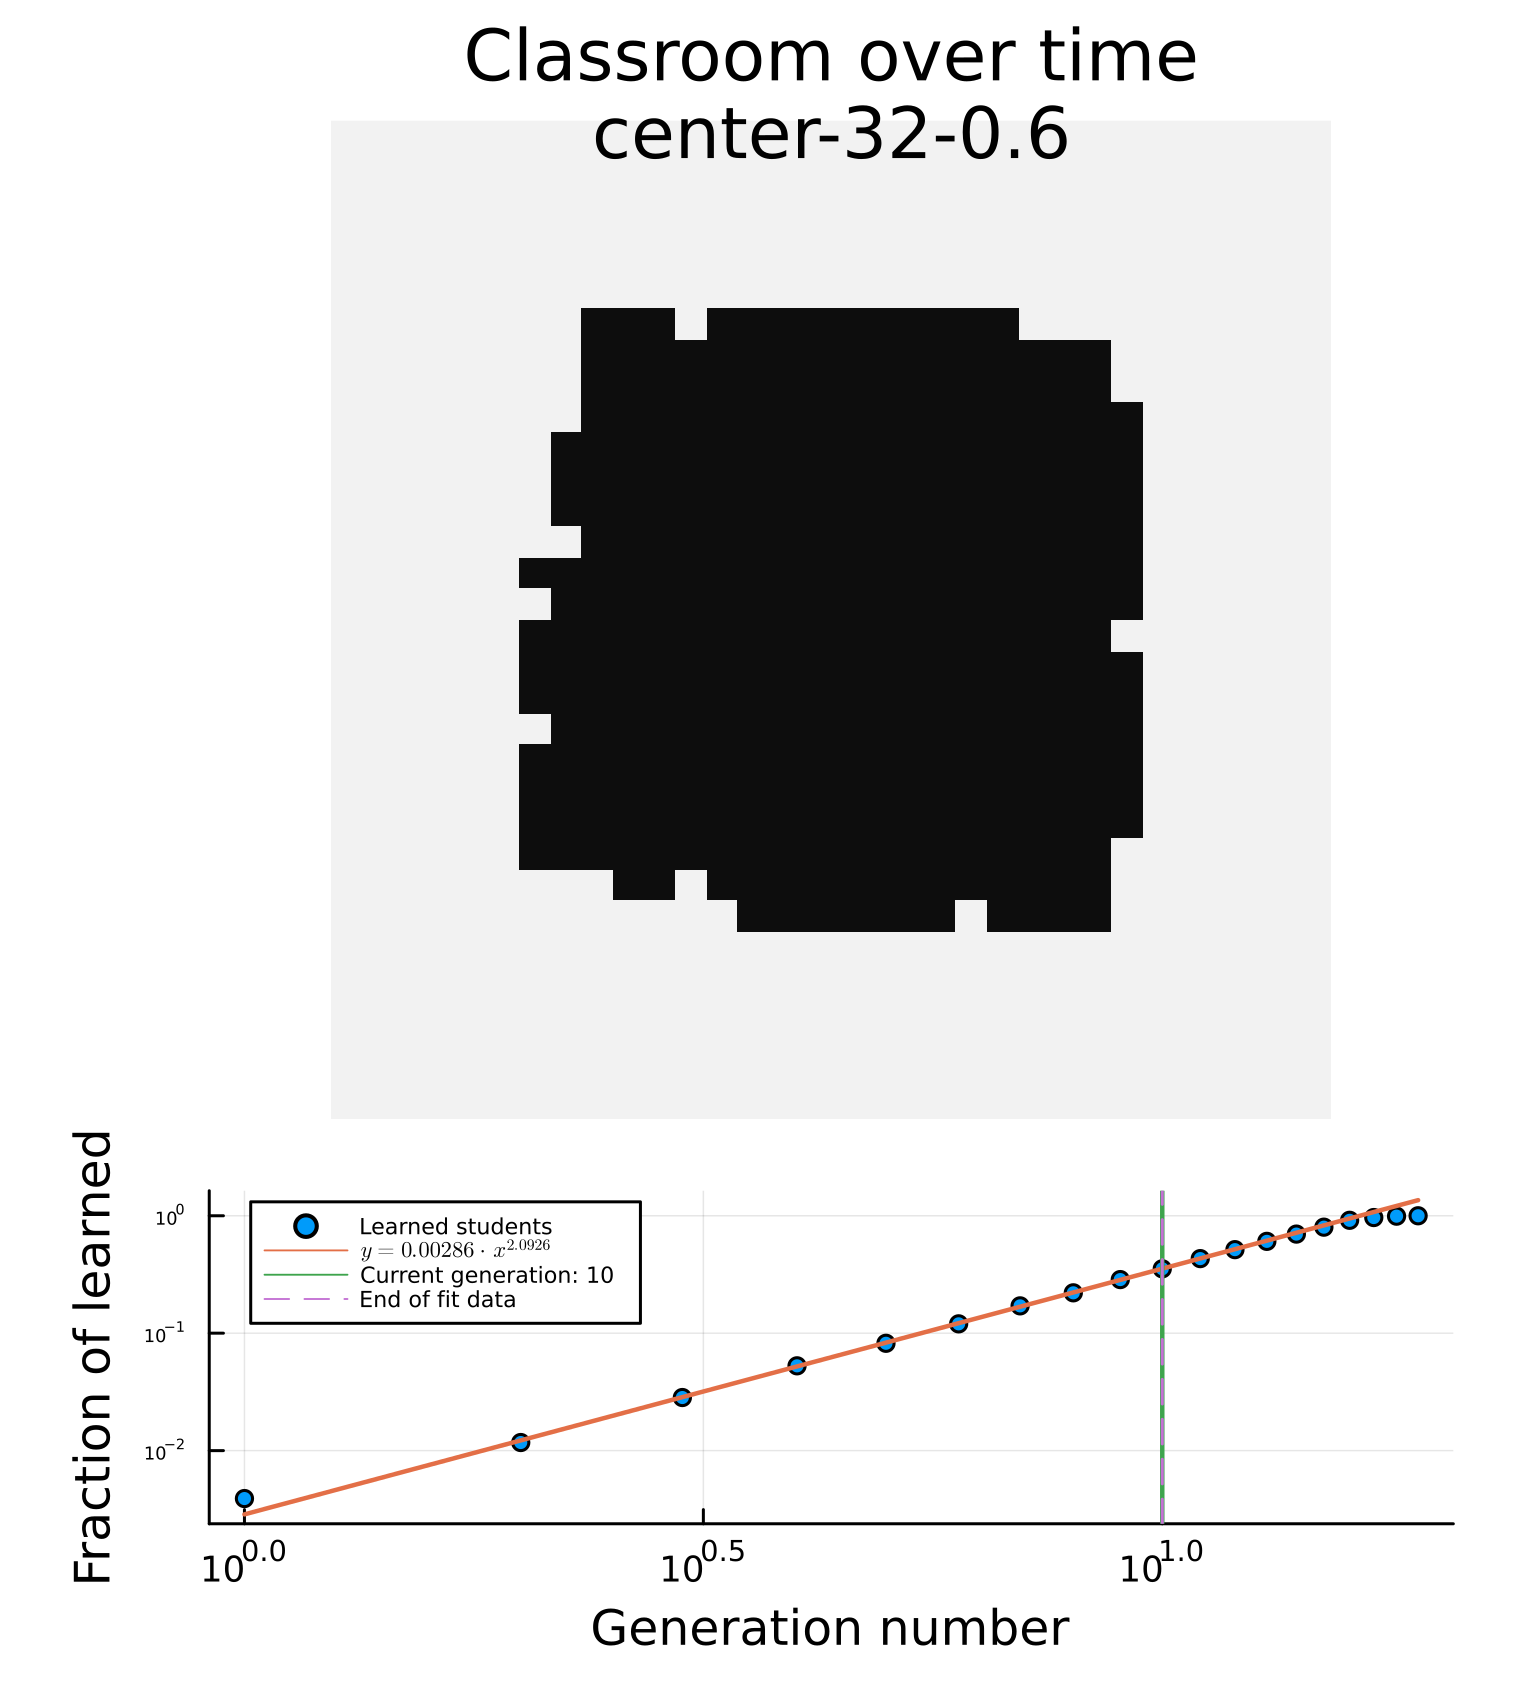 Classroom over time
center-32-0.6
Fraction of learned
10⁰
10⁻¹
10⁻²
Learned students
y = 0.00286 · x^2.0926
Current generation: 10
End of fit data
10^0.0
10^0.5
10^1.0
Generation number